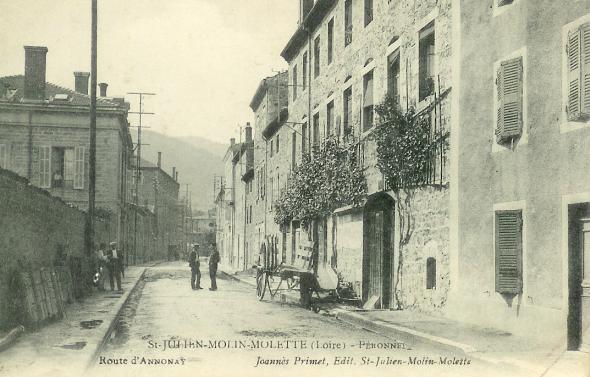 St-JULIEN-MOLIN-MOLETTE (Loire) - PÉRONNET
Route d'ANNONAY
Joannès Primet, Edit. St-Julien-Molin-Molette